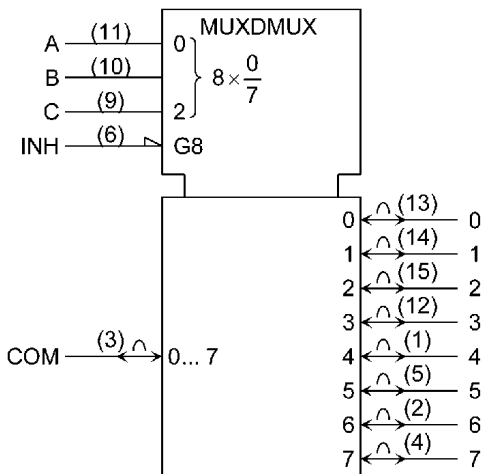 MUXDMUX
A (11) 0
B (10) 8 × 0/7
C (9) 2
INH (6) G8
0 ∩ (13) 0
1 ∩ (14) 1
2 ∩ (15) 2
3 ∩ (12) 3
COM (3) ∩ 0... 7 4 ∩ (1) 4
5 ∩ (5) 5
6 ∩ (2) 6
7 ∩ (4) 7